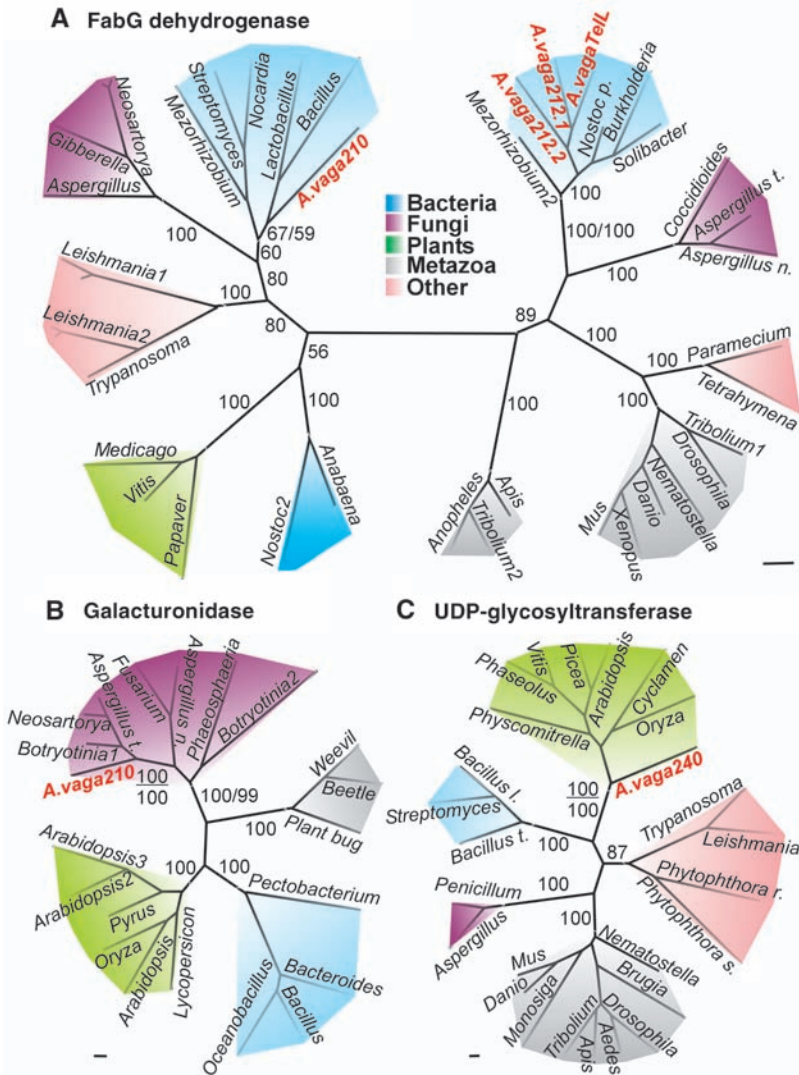 A FabG dehydrogenase
Neosartorya
Gibberella
Aspergillus
Mezorhizobium
Streptomyces
Nocardia
Lactobacillus
Bacillus
A.vaga210
100
67/59
60
80
Leishmania1
Leishmania2
Trypanosoma
100
80
56
100
100
Medicago
Vitis
Papaver
Nostoc2
Anabaena
Bacteria
Fungi
Plants
Metazoa
Other
Mezorhizobium2
A.vaga212.2
A.vaga212.1
A.vagaTelL
Nostoc p.
Burkholderia
Solibacter
100
100/100
Coccidioides
Aspergillus t.
Aspergillus n.
100
89
100
100
Paramecium
Tetrahymena
100
100
Tribolium1
Drosophila
Nematostella
Danio
Xenopus
Mus
Anopheles
Apis
Tribolium2
B Galacturonidase
Botryotinia1
Neosartorya
Aspergillus t.
Fusarium
Aspergillus n.
Phaeosphaeria
Botryotinia2
A.vaga210
100
100
100/99
Weevil
Beetle
Plant bug
100
100
100
Arabidopsis3
Arabidopsis2
Pyrus
Oryza
Arabidopsis
Lycopersicon
Pectobacterium
Bacteroides
Bacillus
Oceanobacillus
C UDP-glycosyltransferase
Physcomitrella
Phaseolus
Vitis
Picea
Arabidopsis
Cyclamen
Oryza
A.vaga240
100
100
Bacillus l.
Streptomyces
Bacillus t.
100
87
Trypanosoma
Leishmania
Phytophthora r.
Phytophthora s.
Penicillum
Aspergillus
100
100
Mus
Danio
Monosiga
Tribolium
Apis
Aedes
Drosophila
Brugia
Nematostella